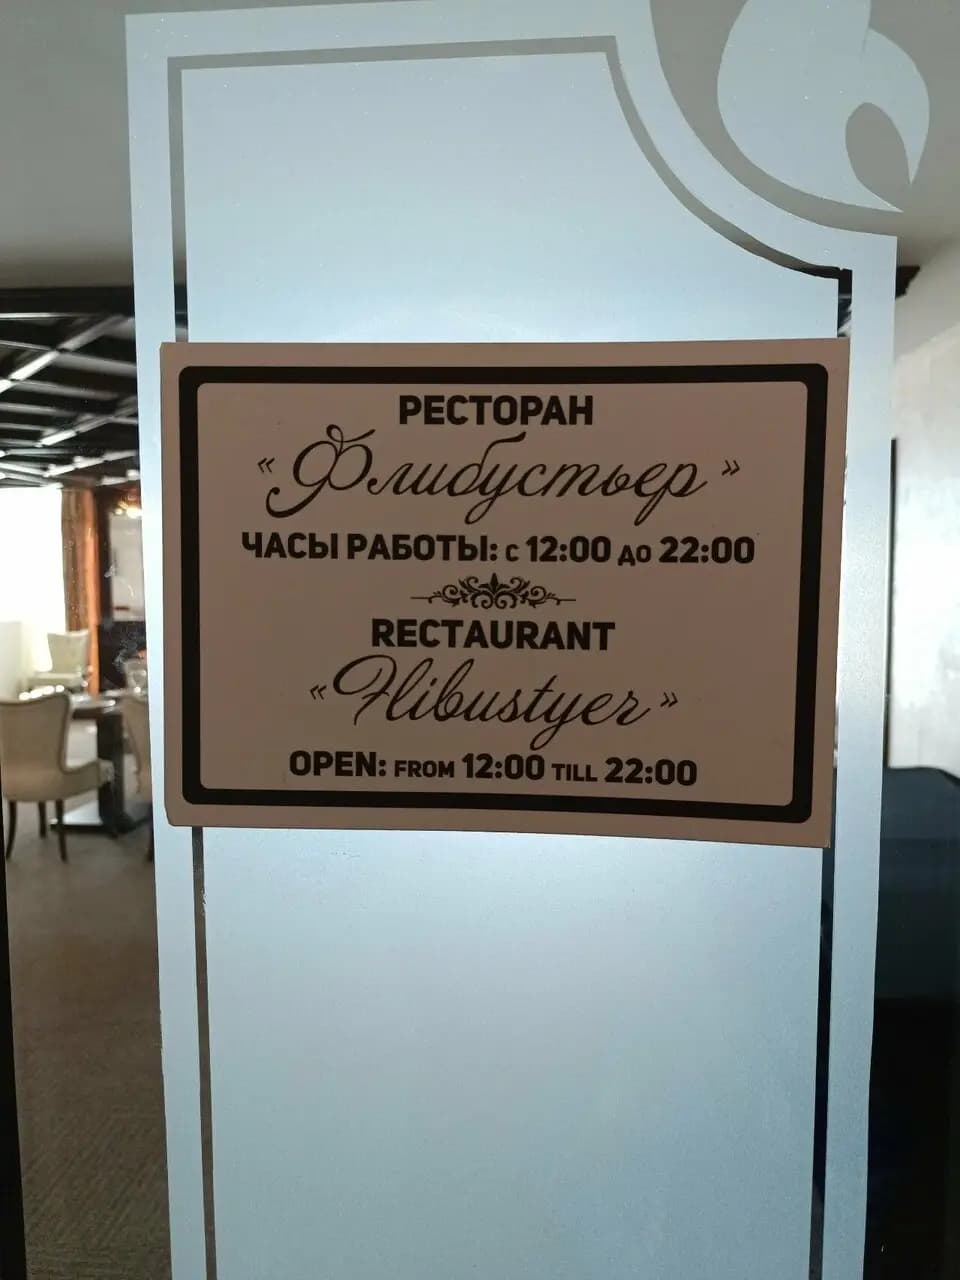 РЕСТОРАН
«Флибустьер»
ЧАСЫ РАБОТЫ: с 12:00 до 22:00
RECTAURANT
«Flibustyer»
OPEN: FROM 12:00 TILL 22:00